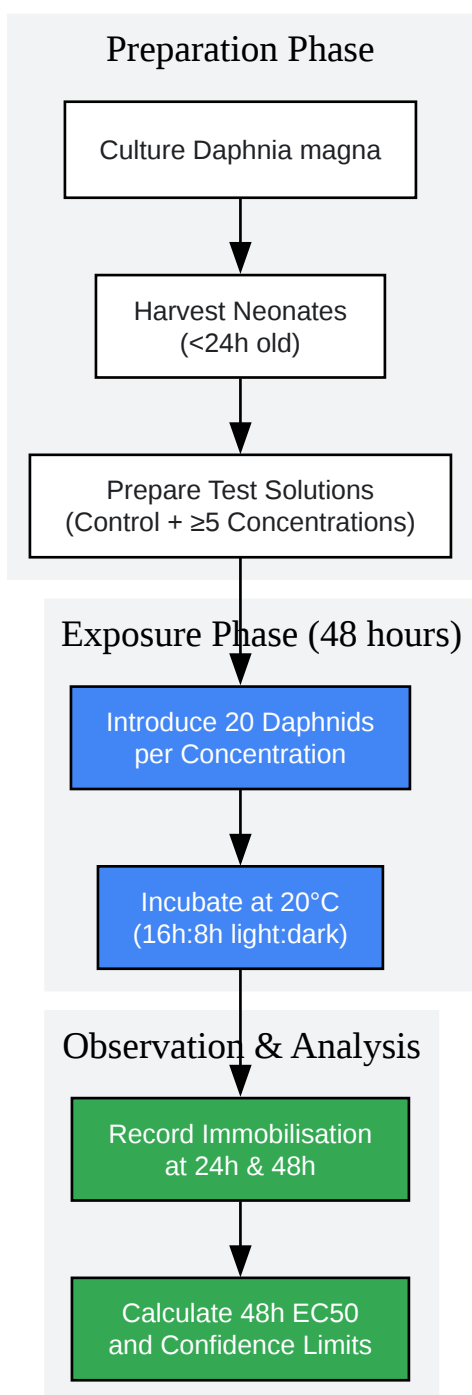 Preparation Phase
Culture Daphnia magna
Harvest Neonates
(<24h old)
Prepare Test Solutions
(Control + ≥5 Concentrations)
Exposure Phase (48 hours)
Introduce 20 Daphnids
per Concentration
Incubate at 20°C
(16h:8h light:dark)
Observation & Analysis
Record Immobilisation
at 24h & 48h
Calculate 48h EC50
and Confidence Limits